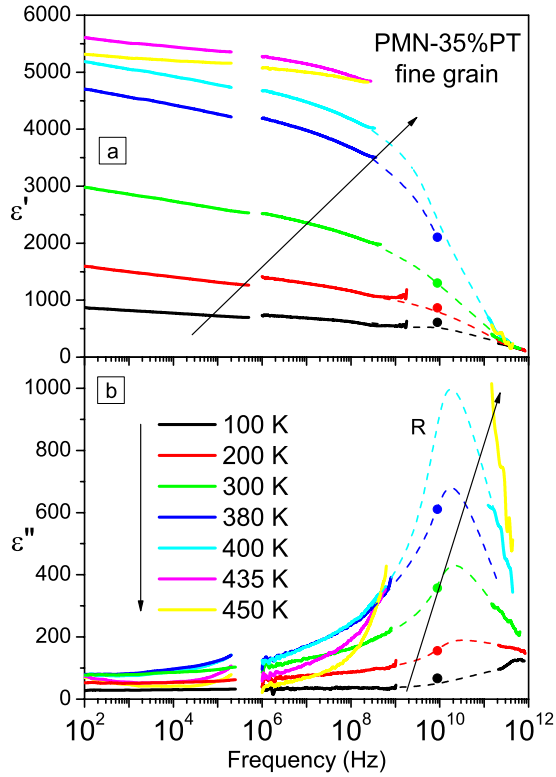 6000
PMN-35%PT
fine grain
5000
4000
a
3000
ε'
2000
1000
0
b
1000
100 K
R
800
200 K
300 K
600
380 K
ε''
400 K
400
435 K
450 K
200
0
10^2 10^4 10^6 10^8 10^10 10^12
Frequency (Hz)